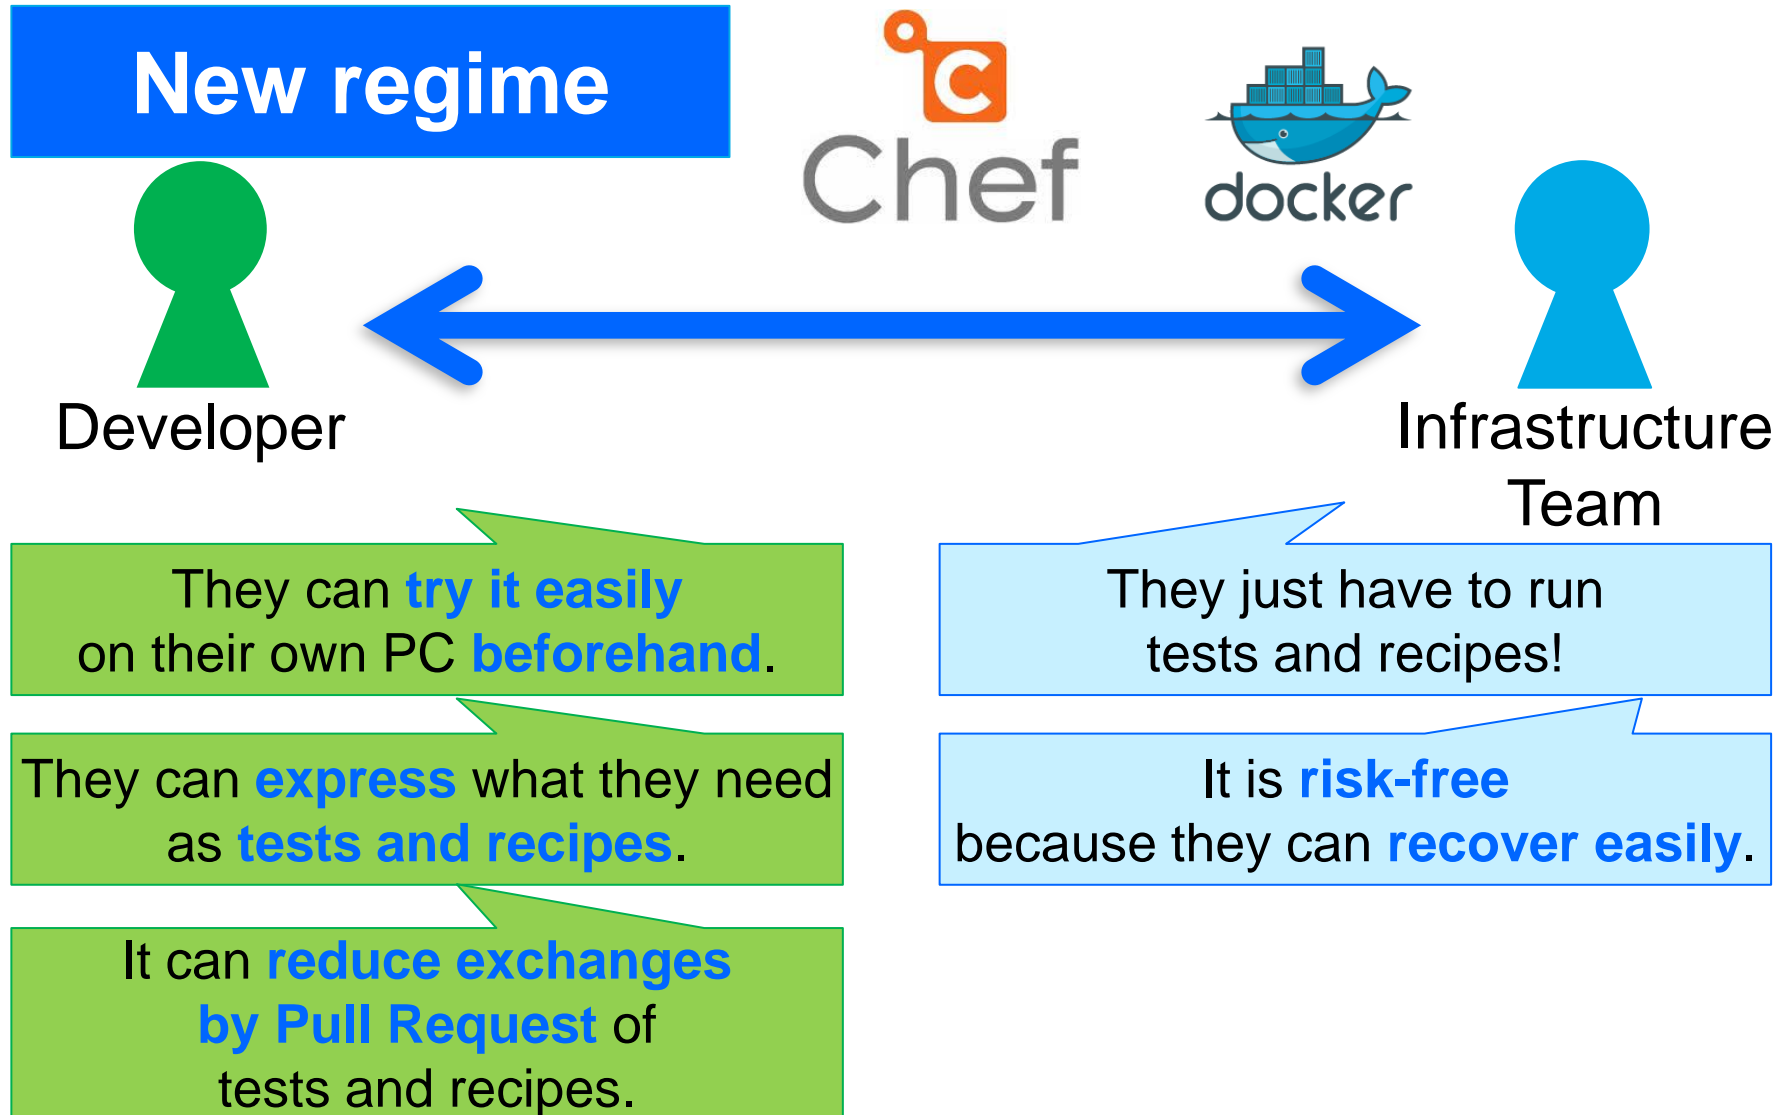 New regime
C
Chef
docker
Developer
Infrastructure
Team
They can try it easily
on their own PC beforehand.
They can express what they need
as tests and recipes.
It can reduce exchanges
by Pull Request of
tests and recipes.
They just have to run
tests and recipes!
It is risk-free
because they can recover easily.